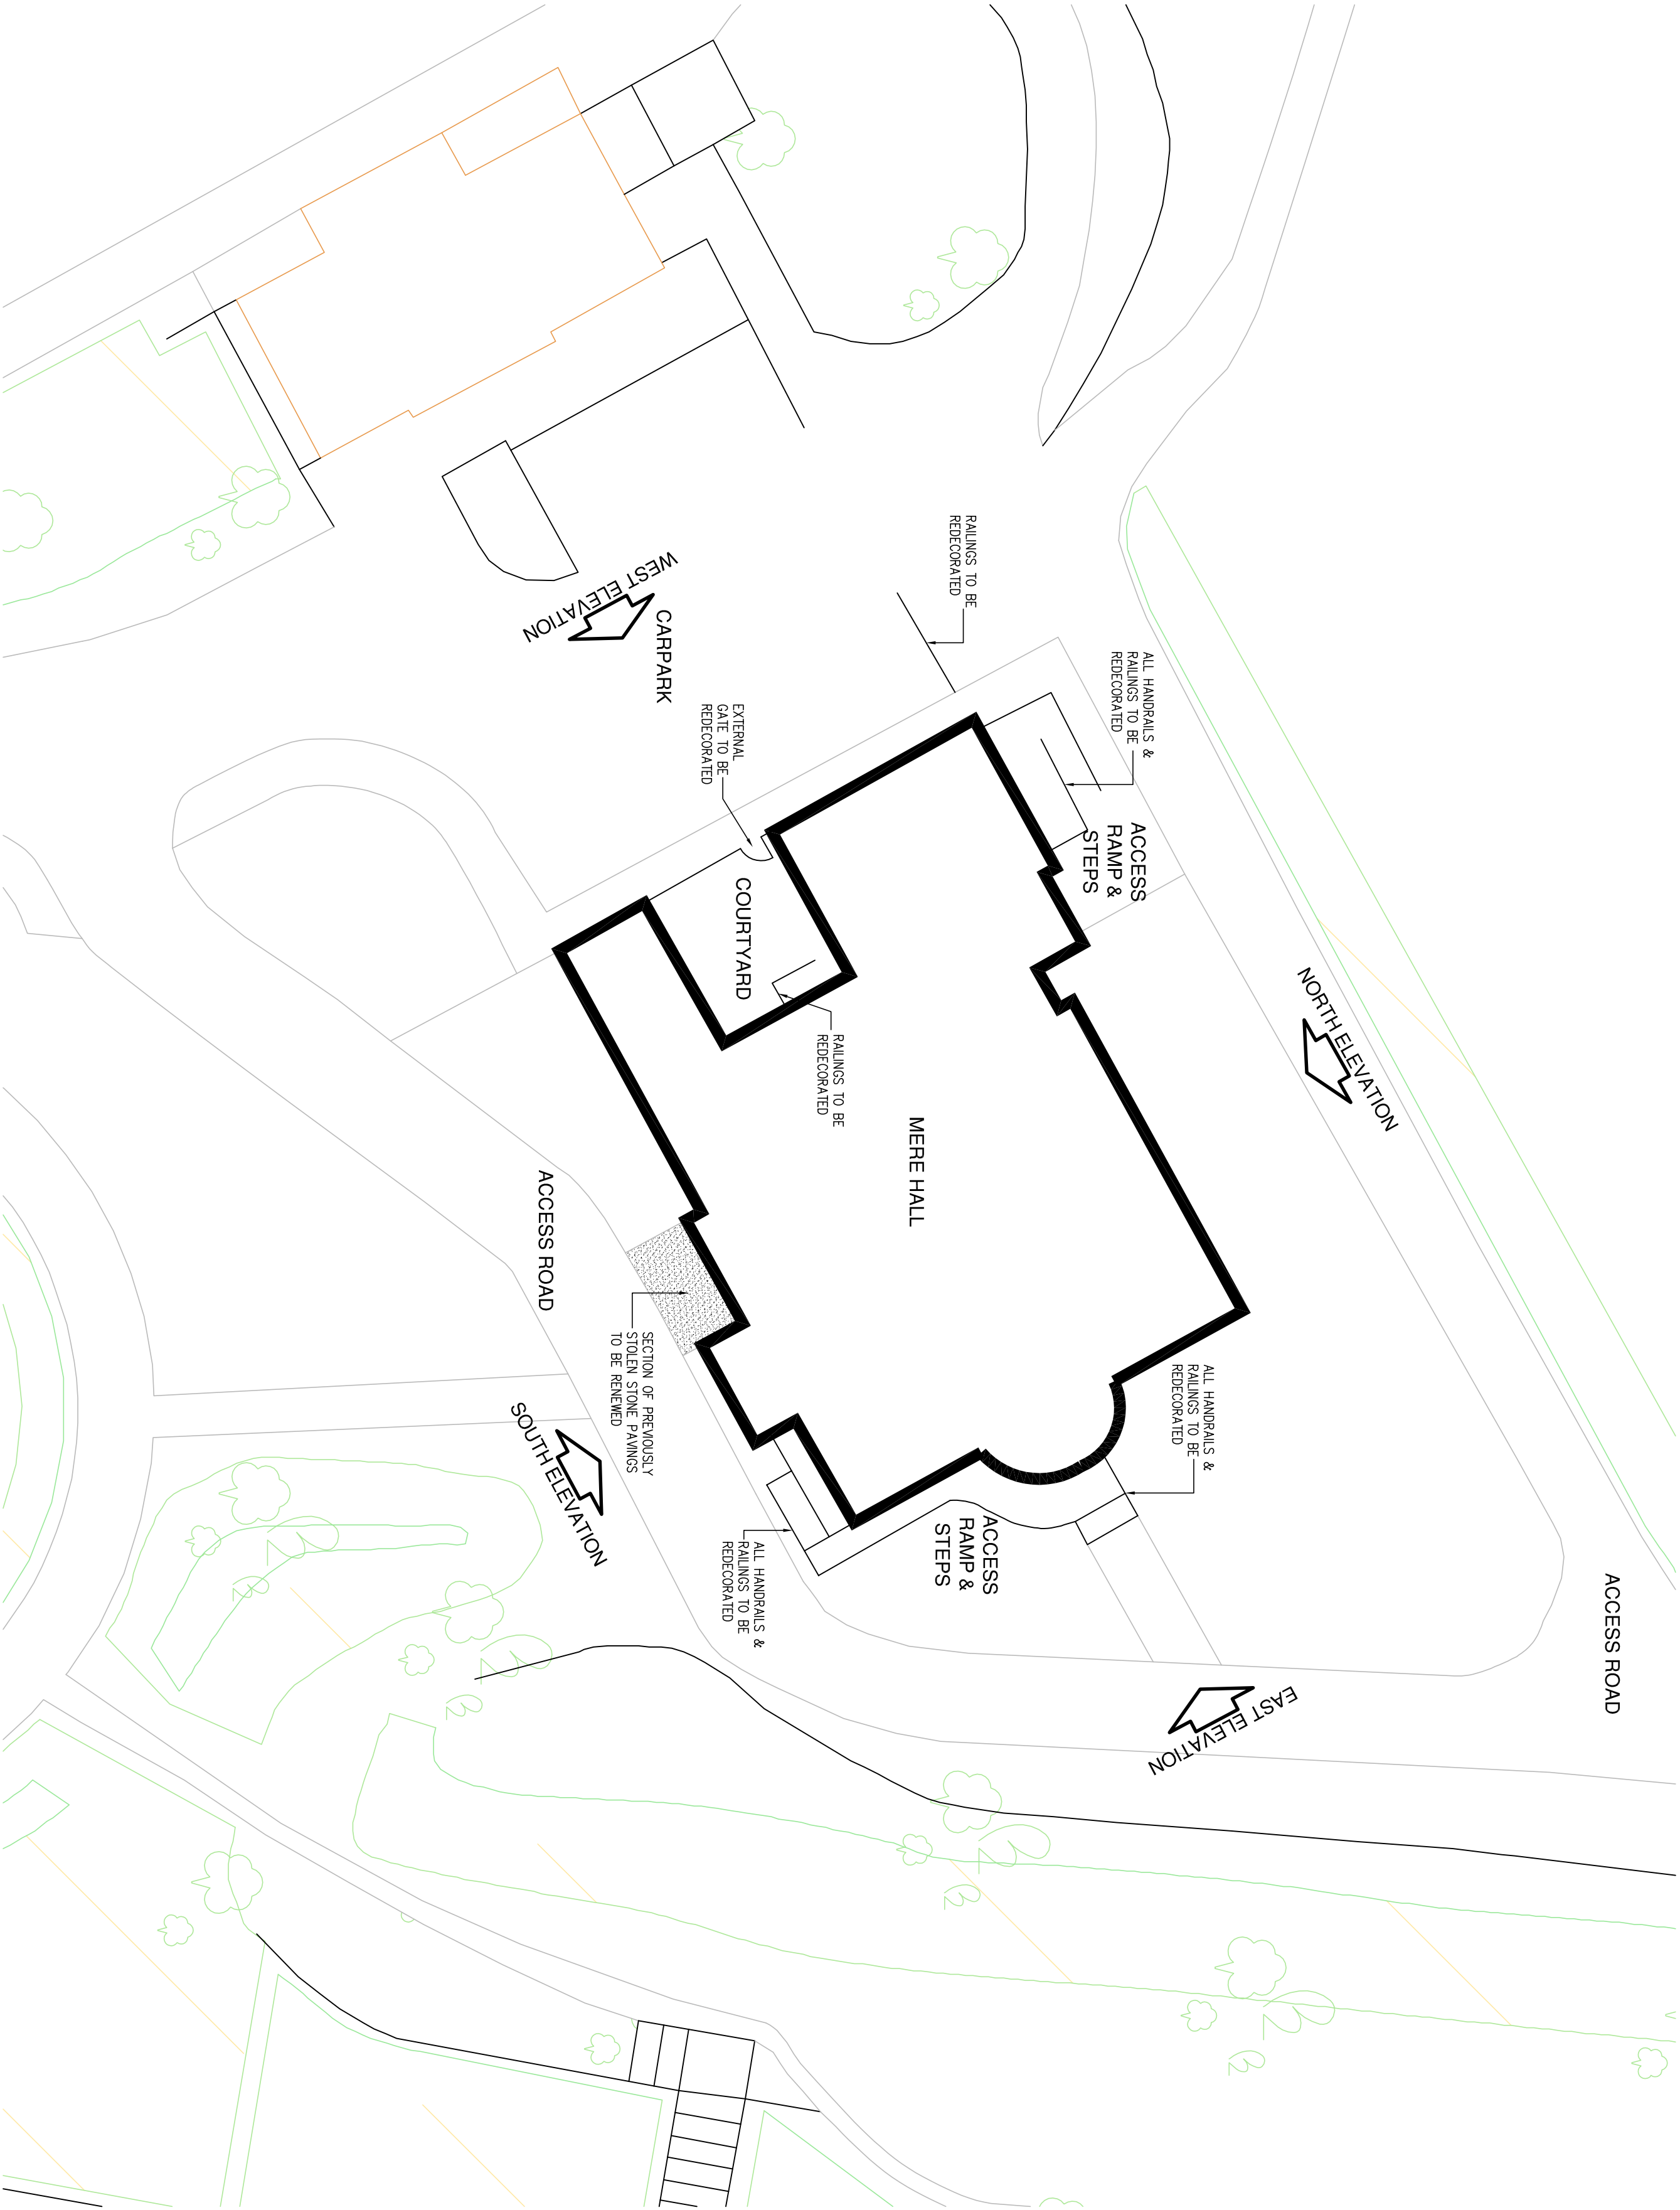 RAILINGS TO BE
REDECORATED
ALL HANDRAILS &
RAILINGS TO BE
REDECORATED
ACCESS
RAMP &
STEPS
NORTH ELEVATION
WEST ELEVATION
CARPARK
EXTERNAL
GATE TO BE
REDECORATED
COURTYARD
RAILINGS TO BE
REDECORATED
MERE HALL
ACCESS ROAD
SECTION OF PREVIOUSLY
STOLEN STONE PAVINGS
TO BE RENEWED
SOUTH ELEVATION
ALL HANDRAILS &
RAILINGS TO BE
REDECORATED
ACCESS
RAMP &
STEPS
ALL HANDRAILS &
RAILINGS TO BE
REDECORATED
EAST ELEVATION
ACCESS ROAD